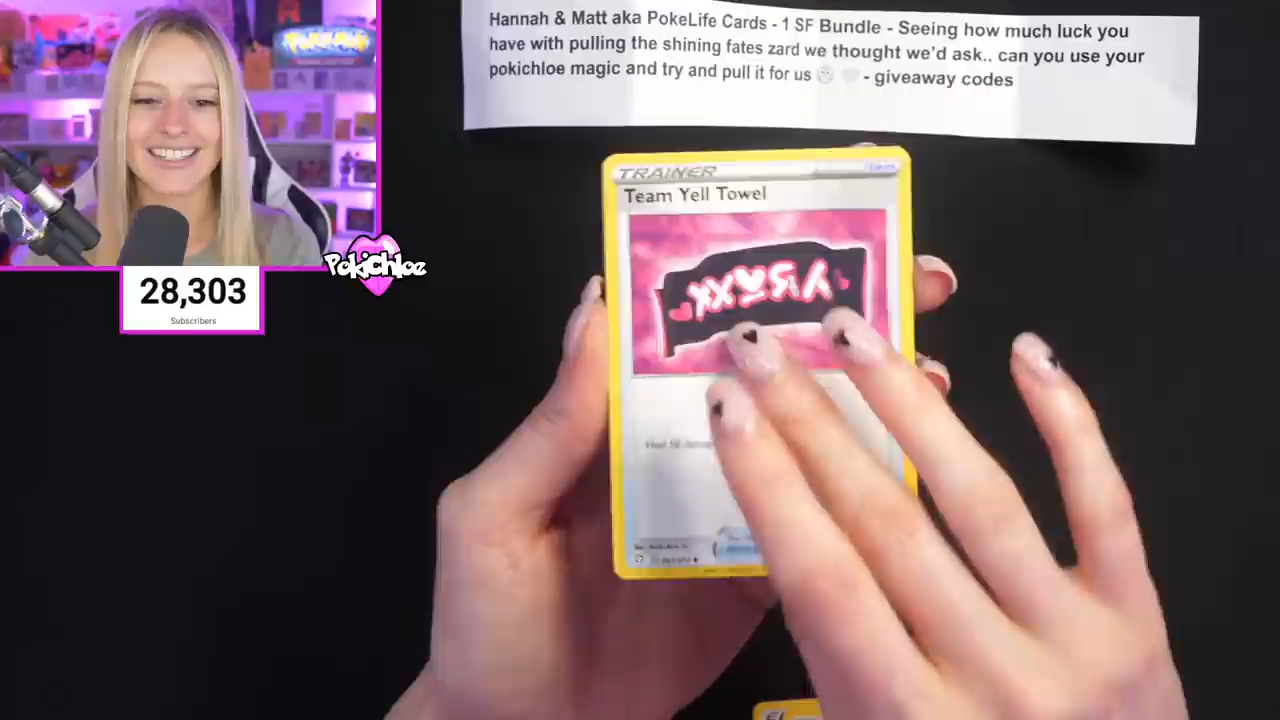 Hannah & Matt aka PokeLife Cards - 1 SF Bundle - Seeing how much luck you
have with pulling the shining fates zard we thought we'd ask.. can you use your
pokichloe magic and try and pull it for us - giveaway codes
TRAINER
Team Yell Towel
Pokichloe
28,303
Subscribers